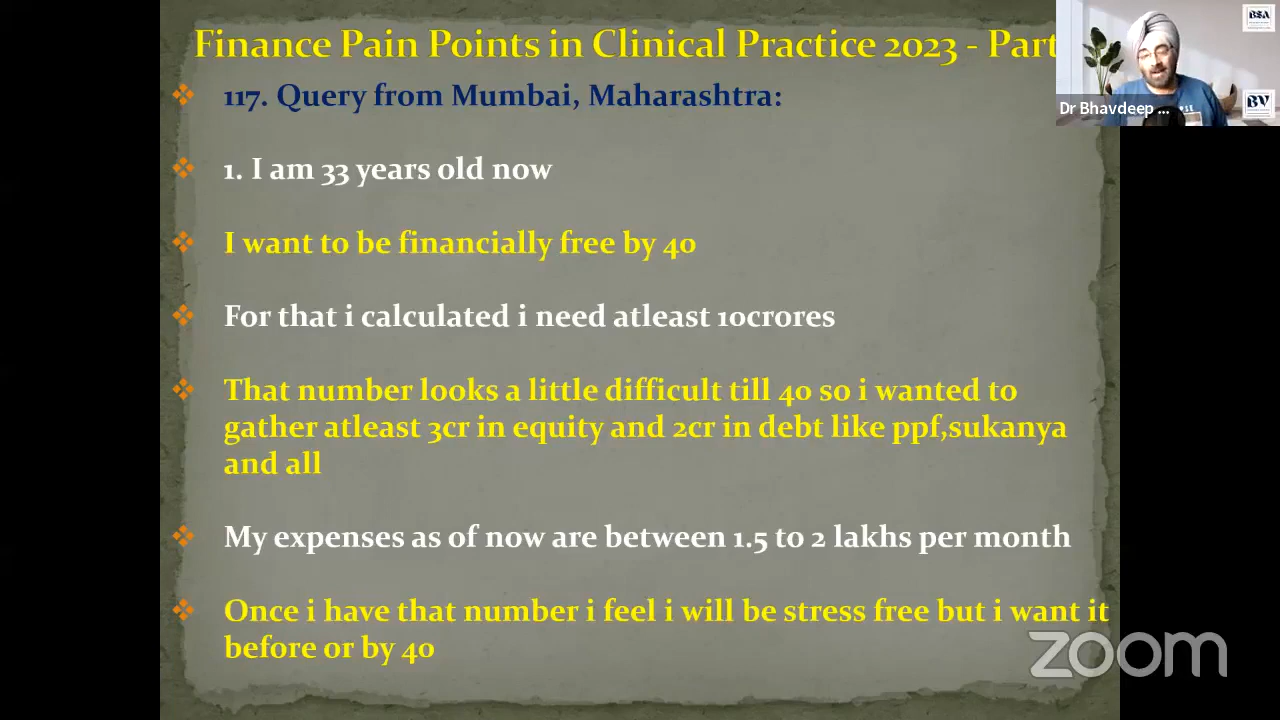 Finance Pain Points in Clinical Practice 2023 - Part
117. Query from Mumbai, Maharashtra:
1. I am 33 years old now
I want to be financially free by 40
For that i calculated i need atleast 10crores
That number looks a little difficult till 40 so i wanted to
gather atleast 3cr in equity and 2cr in debt like ppf,sukanya
and all
My expenses as of now are between 1.5 to 2 lakhs per month
Once i have that number i feel i will be stress free but i want it
before or by 40
BSA
BV
Dr Bhavdeep ...
zoom